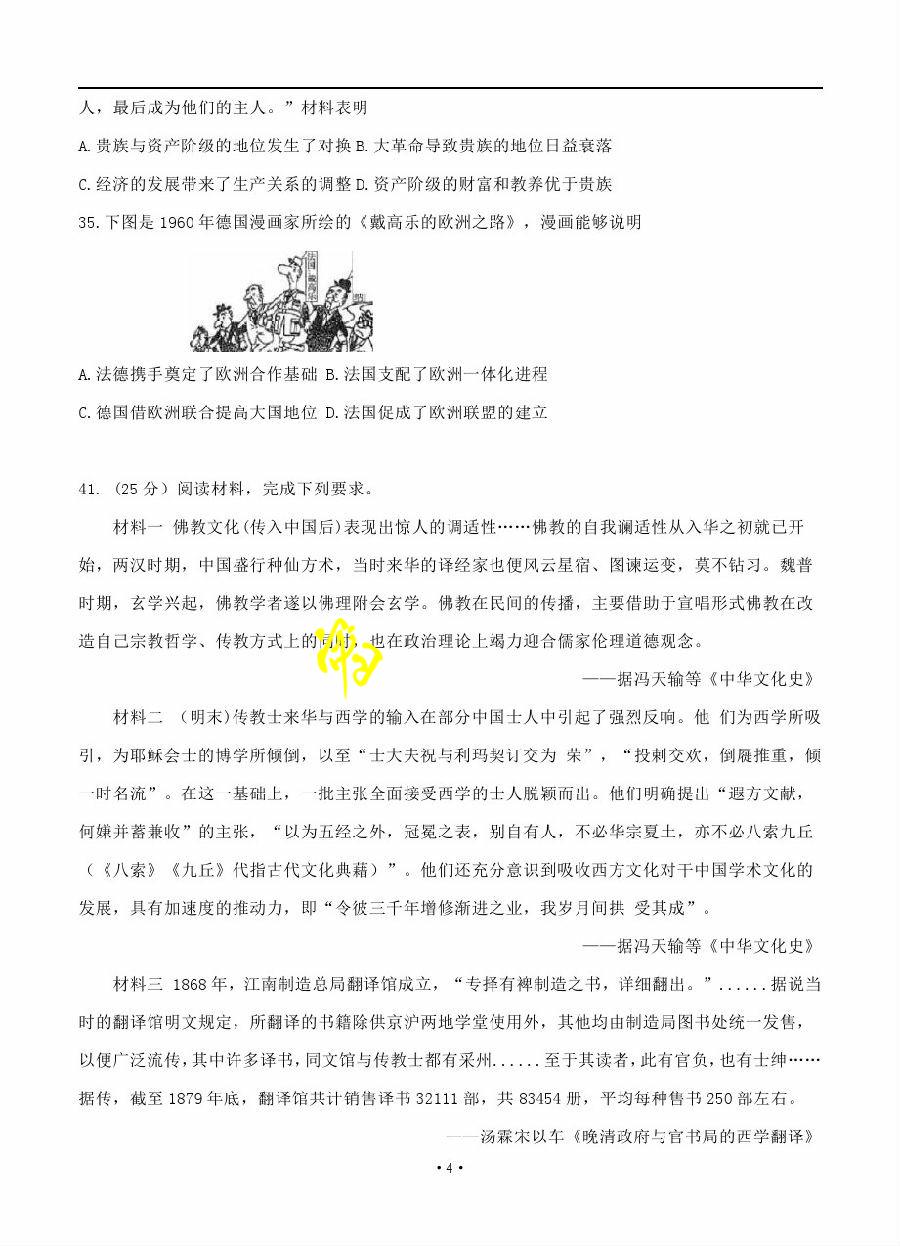 人，最后成为他们的主人。”材料表明
A.贵族与资产阶级的地位发生了对换 B.大革命导致贵族的地位日益衰落
C.经济的发展带来了生产关系的调整 D.资产阶级的财富和教养优于贵族
35.下图是1960年德国漫画家所绘的《戴高乐的欧洲之路》，漫画能够说明
法国 戴高乐
A.法德携手奠定了欧洲合作基础 B.法国支配了欧洲一体化进程
C.德国借欧洲联合提高大国地位 D.法国促成了欧洲联盟的建立
41.（25分）阅读材料，完成下列要求。
材料一 佛教文化(传入中国后)表现出惊人的调适性……佛教的自我谰适性从入华之初就已开
始，两汉时期，中国盛行种仙方术，当时来华的译经家也便风云星宿、图谏运变，莫不钻习。魏普
时期，玄学兴起，佛教学者遂以佛理附会玄学。佛教在民间的传播，主要借助于宣唱形式佛教在改
造自己宗教哲学、传教方式上的同时，也在政治理论上竭力迎合儒家伦理道德观念。
——据冯天输等《中华文化史》
材料二 （明末)传教士来华与西学的输入在部分中国士人中引起了强烈反响。他 们为西学所吸
引，为耶稣会士的博学所倾倒，以至“士大夫祝与利玛契订交为 荣”，“投剌交欢，倒屣推重，倾
一时名流”。在这一基础上，一批主张全面接受西学的士人脱颖而出。他们明确提出“遐方文献，
何嫌并蓄兼收”的主张，“以为五经之外，冠冕之表，别自有人，不必华宗夏土，亦不必八索九丘
（《八索》《九丘》代指古代文化典藉）”。他们还充分意识到吸收西方文化对干中国学术文化的
发展，具有加速度的推动力，即“令彼三千年增修渐进之业，我岁月间拱 受其成”。
——据冯天输等《中华文化史》
材料三 1868年，江南制造总局翻译馆成立，“专择有裨制造之书，详细翻出。”......据说当
时的翻译馆明文规定，所翻译的书籍除供京沪两地学堂使用外，其他均由制造局图书处统一发售，
以便广泛流传，其中许多译书，同文馆与传教士都有采州......至于其读者，此有官负，也有士绅……
据传，截至1879年底，翻译馆共计销售译书32111部，共83454册，平均每种售书250部左右。
——汤霖宋以车《晚清政府与官书局的西学翻译》
·4·